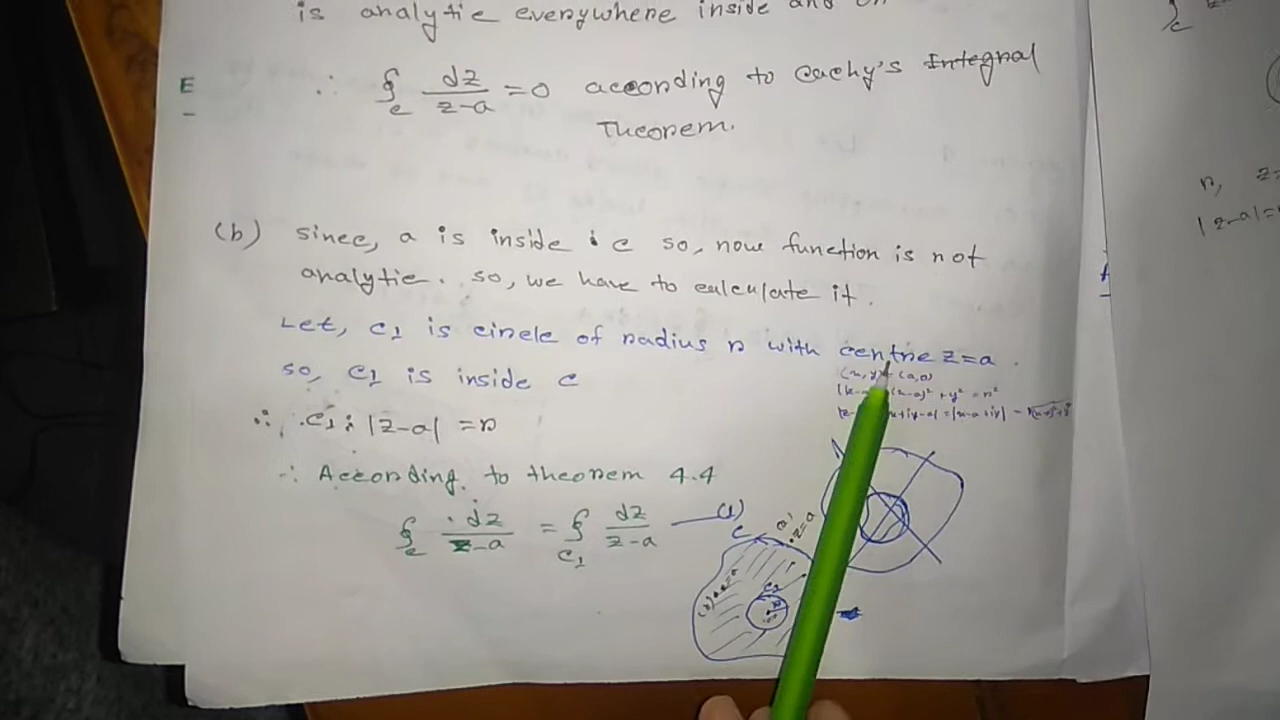 is analytic everywhere inside and on
E
∴ ∮c dz/z-a = 0 according to Cachy's Integral
Theorem.
(b) since, a is inside c so, now function is not
analytic. so, we have to calculate it.
Let, C1 is circle of radius r with centre z=a.
so, C1 is inside C
∴ C1: |z-a| = r
∴ According to theorem 4.4
∮c dz/z-a = ∮C1 dz/z-a —(1)
C
z=a
C1
r,
|z-a|=